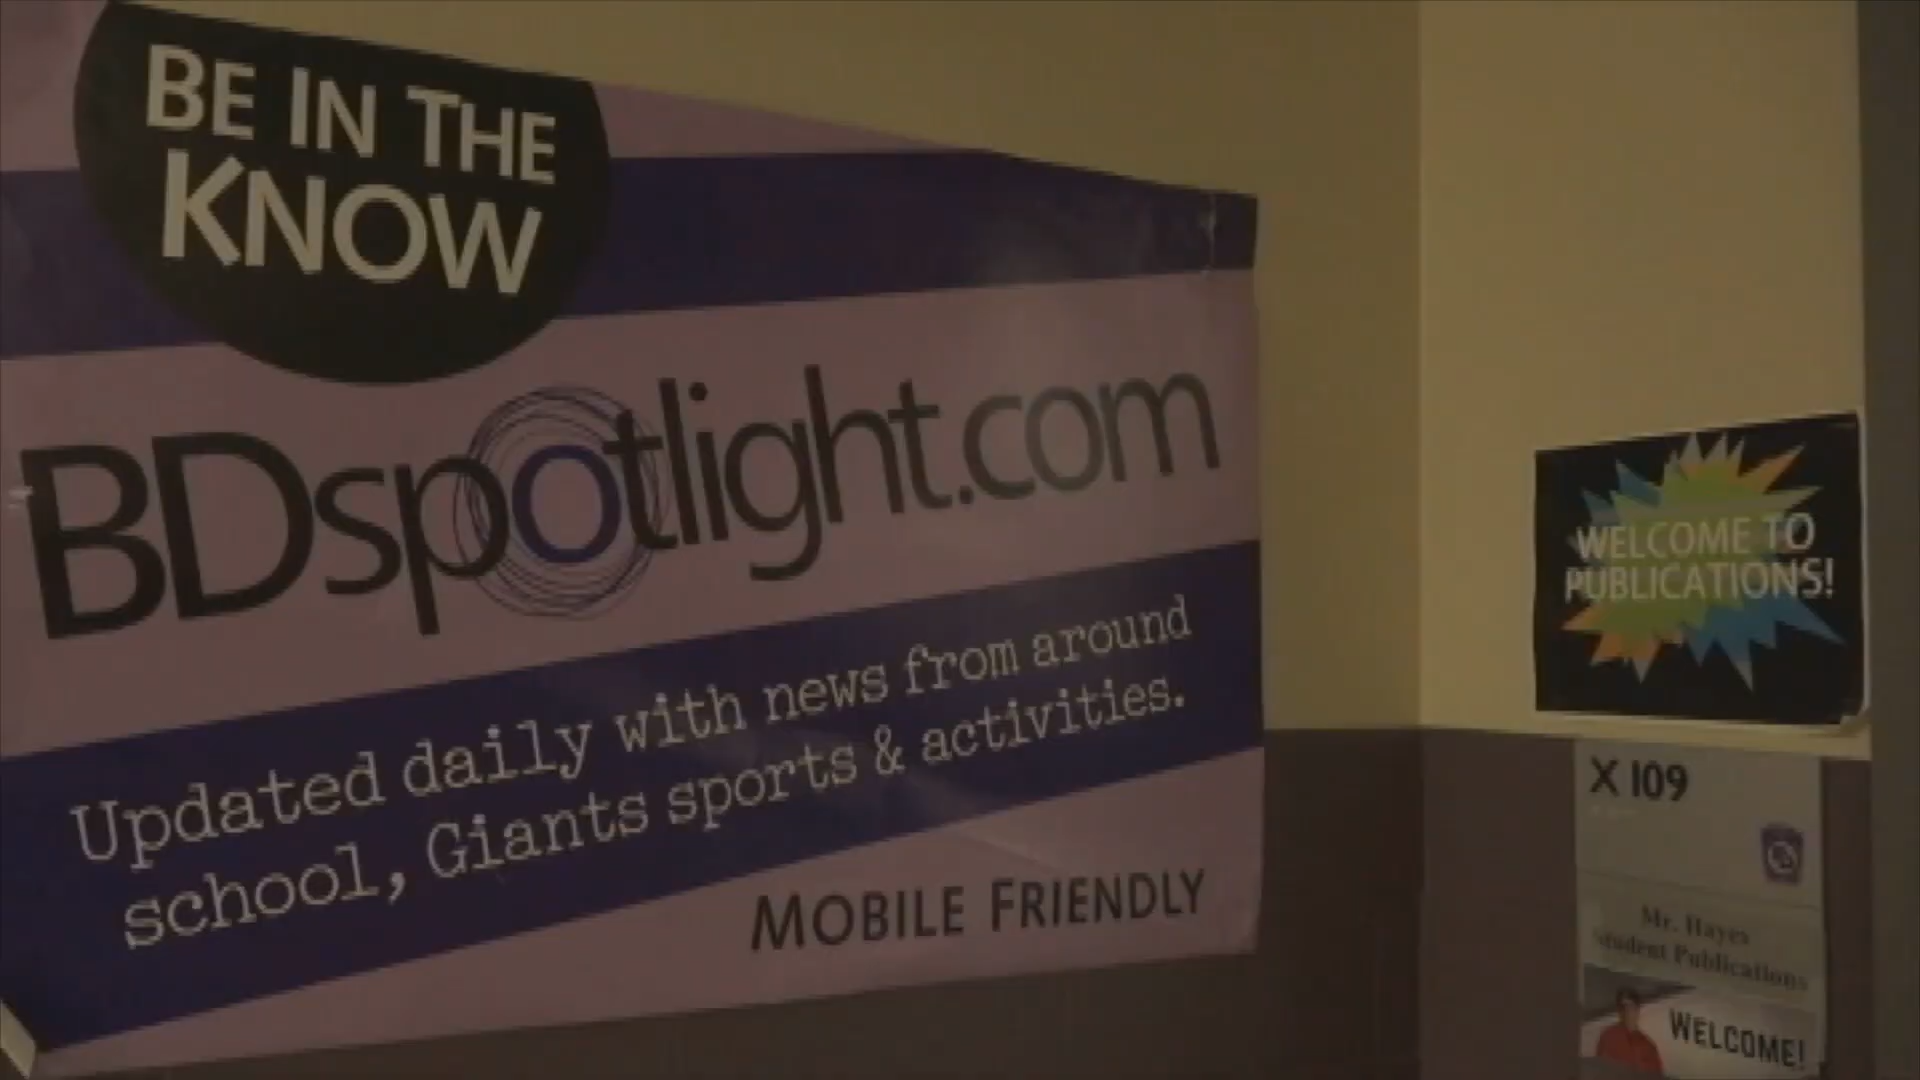 BE IN THE
KNOW
BDspotlight.com
Updated daily with news from around
school, Giants sports & activities.
MOBILE FRIENDLY
WELCOME TO
PUBLICATIONS!
X 109
Mr. Hayes
Student Publications
WELCOME!